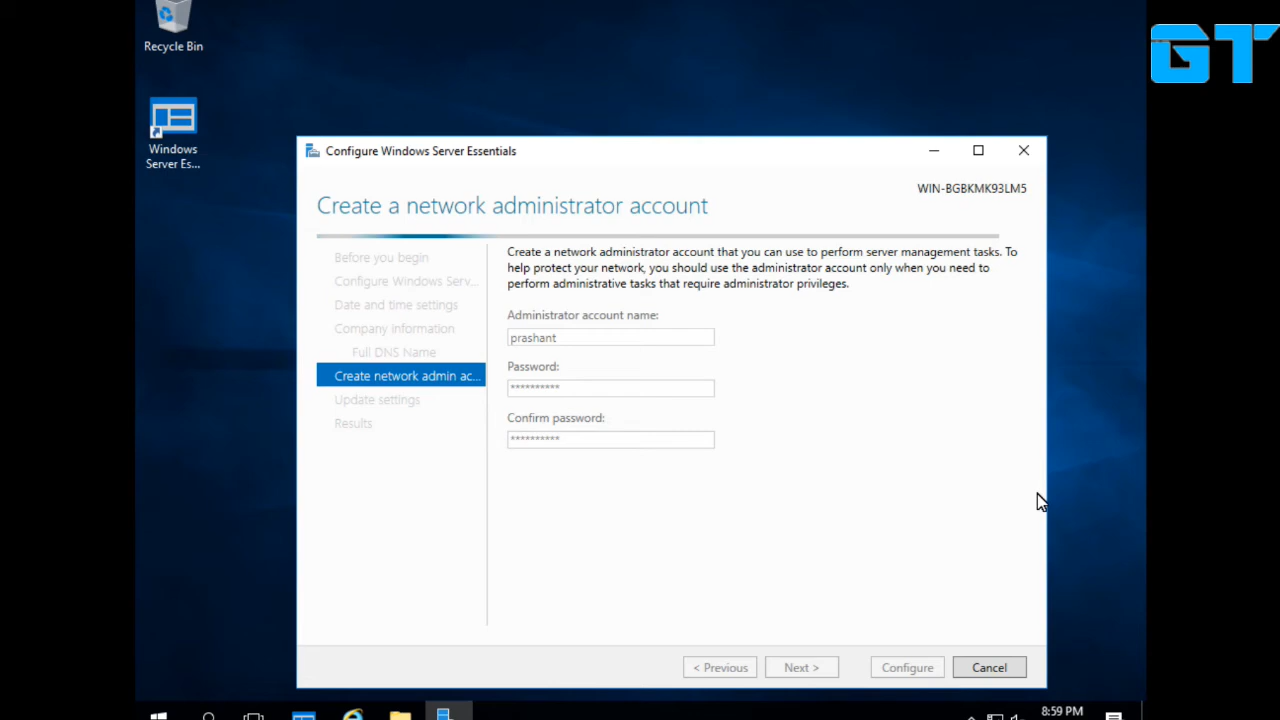 Recycle Bin
GT
Windows
Server Es...
Configure Windows Server Essentials
WIN-BGBKMK93LM5
Create a network administrator account
Before you begin
Configure Windows Serv...
Date and time settings
Company information
Full DNS Name
Create network admin ac...
Update settings
Results
Create a network administrator account that you can use to perform server management tasks. To
help protect your network, you should use the administrator account only when you need to
perform administrative tasks that require administrator privileges.
Administrator account name:
prashant
Password:
**********
Confirm password:
**********
< Previous
Next >
Configure
Cancel
8:59 PM